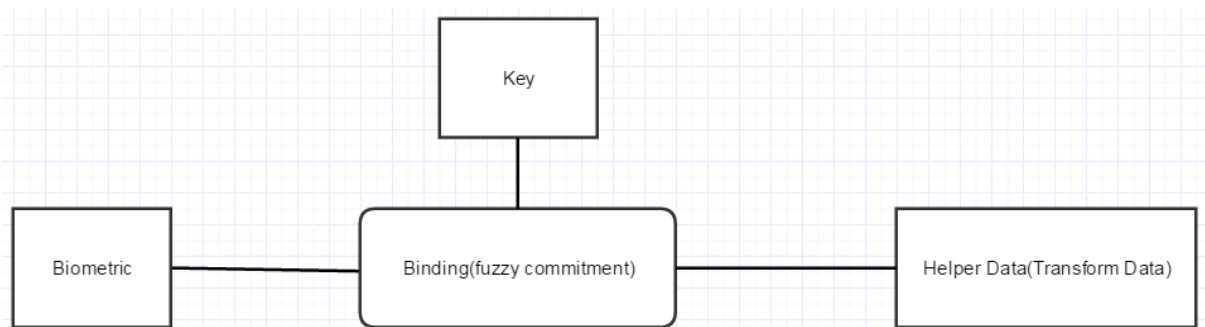 Key
Biometric
Binding(fuzzy commitment)
Helper Data(Transform Data)